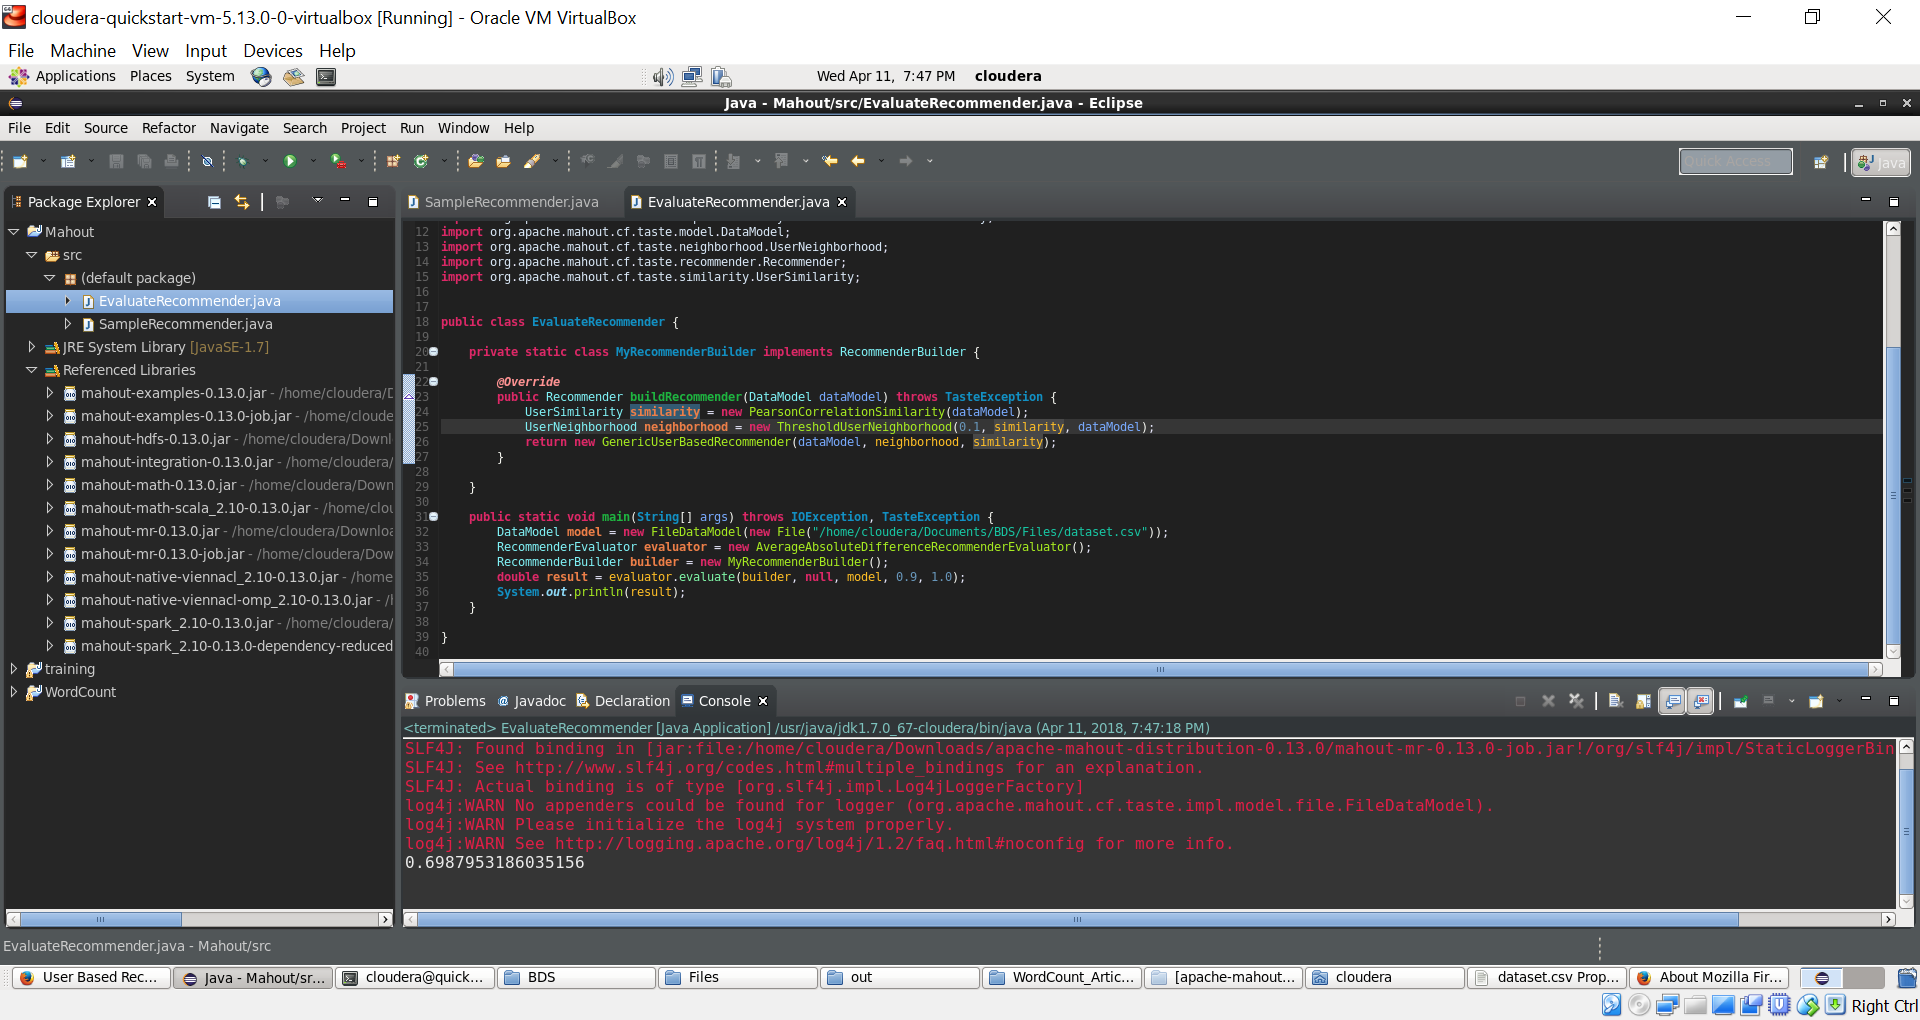 cloudera-quickstart-vm-5.13.0-0-virtualbox [Running] - Oracle VM VirtualBox
File Machine View Input Devices Help
Applications Places System Wed Apr 11, 7:47 PM cloudera
Java - Mahout/src/EvaluateRecommender.java - Eclipse
File Edit Source Refactor Navigate Search Project Run Window Help
Quick Access Java
Package Explorer
Mahout
src
(default package)
EvaluateRecommender.java
SampleRecommender.java
JRE System Library [JavaSE-1.7]
Referenced Libraries
mahout-examples-0.13.0.jar - /home/cloudera/D
mahout-examples-0.13.0-job.jar - /home/cloude
mahout-hdfs-0.13.0.jar - /home/cloudera/Downl
mahout-integration-0.13.0.jar - /home/cloudera/
mahout-math-0.13.0.jar - /home/cloudera/Down
mahout-math-scala_2.10-0.13.0.jar - /home/clou
mahout-mr-0.13.0.jar - /home/cloudera/Downloa
mahout-mr-0.13.0-job.jar - /home/cloudera/Dow
mahout-native-viennacl_2.10-0.13.0.jar - /home
mahout-native-viennacl-omp_2.10-0.13.0.jar - /h
mahout-spark_2.10-0.13.0.jar - /home/cloudera/
mahout-spark_2.10-0.13.0-dependency-reduced
training
WordCount
SampleRecommender.java EvaluateRecommender.java
12 import org.apache.mahout.cf.taste.model.DataModel;
13 import org.apache.mahout.cf.taste.neighborhood.UserNeighborhood;
14 import org.apache.mahout.cf.taste.recommender.Recommender;
15 import org.apache.mahout.cf.taste.similarity.UserSimilarity;
16
17
18 public class EvaluateRecommender {
19
20 private static class MyRecommenderBuilder implements RecommenderBuilder {
21
22 @Override
23 public Recommender buildRecommender(DataModel dataModel) throws TasteException {
24 UserSimilarity similarity = new PearsonCorrelationSimilarity(dataModel);
25 UserNeighborhood neighborhood = new ThresholdUserNeighborhood(0.1, similarity, dataModel);
26 return new GenericUserBasedRecommender(dataModel, neighborhood, similarity);
27 }
28
29 }
30
31 public static void main(String[] args) throws IOException, TasteException {
32 DataModel model = new FileDataModel(new File("/home/cloudera/Documents/BDS/Files/dataset.csv"));
33 RecommenderEvaluator evaluator = new AverageAbsoluteDifferenceRecommenderEvaluator();
34 RecommenderBuilder builder = new MyRecommenderBuilder();
35 double result = evaluator.evaluate(builder, null, model, 0.9, 1.0);
36 System.out.println(result);
37 }
38
39 }
40
Problems Javadoc Declaration Console
<terminated> EvaluateRecommender [Java Application] /usr/java/jdk1.7.0_67-cloudera/bin/java (Apr 11, 2018, 7:47:18 PM)
SLF4J: Found binding in [jar:file:/home/cloudera/Downloads/apache-mahout-distribution-0.13.0/mahout-mr-0.13.0-job.jar!/org/slf4j/impl/StaticLoggerBin
SLF4J: See http://www.slf4j.org/codes.html#multiple_bindings for an explanation.
SLF4J: Actual binding is of type [org.slf4j.impl.Log4jLoggerFactory]
log4j:WARN No appenders could be found for logger (org.apache.mahout.cf.taste.impl.model.file.FileDataModel).
log4j:WARN Please initialize the log4j system properly.
log4j:WARN See http://logging.apache.org/log4j/1.2/faq.html#noconfig for more info.
0.6987953186035156
EvaluateRecommender.java - Mahout/src
User Based Rec... Java - Mahout/sr... cloudera@quick... BDS Files out WordCount_Artic... [apache-mahout... cloudera dataset.csv Prop... About Mozilla Fir...
Right Ctrl